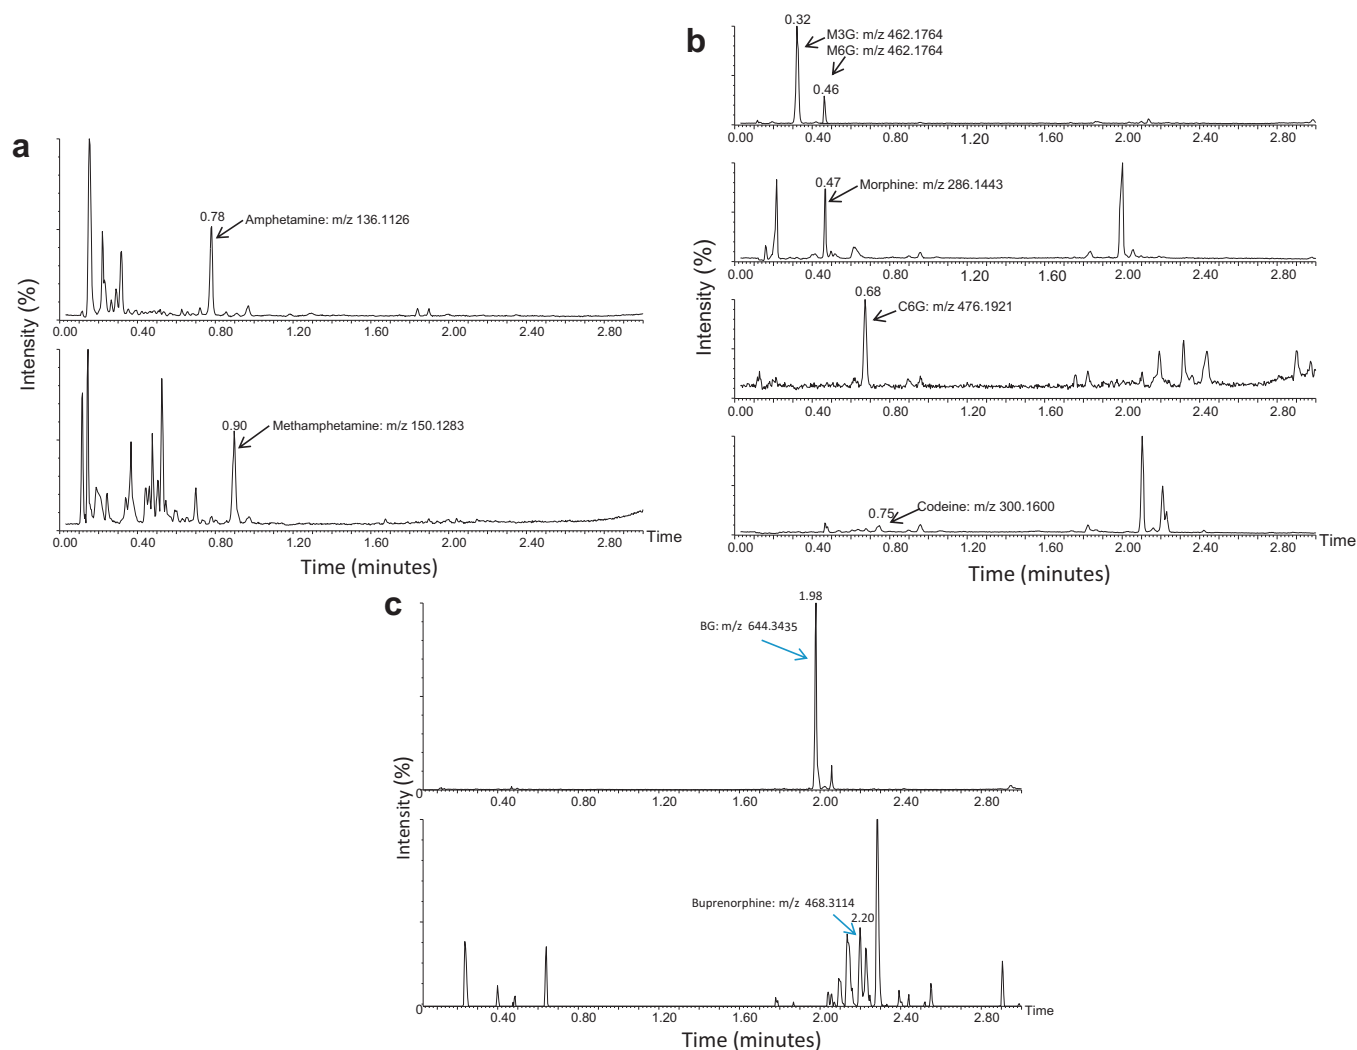 a
Intensity (%)
0.78
Amphetamine: m/z 136.1126
0.00 0.40 0.80 1.20 1.60 2.00 2.40 2.80
0.90
Methamphetamine: m/z 150.1283
0.00 0.40 0.80 1.20 1.60 2.00 2.40 2.80 Time
Time (minutes)
b
Intensity (%)
0.32
M3G: m/z 462.1764
M6G: m/z 462.1764
0.46
0.00 0.40 0.80 1.20 1.60 2.00 2.40 2.80
0.47
Morphine: m/z 286.1443
0.00 0.40 0.80 1.20 1.60 2.00 2.40 2.80
0.68
C6G: m/z 476.1921
0.00 0.40 0.80 1.20 1.60 2.00 2.40 2.80
0.75
Codeine: m/z 300.1600
0.00 0.40 0.80 1.20 1.60 2.00 2.40 2.80 Time
Time (minutes)
c
Intensity (%)
1.98
BG: m/z 644.3435
0 0.40 0.80 1.20 1.60 2.00 2.40 2.80
Buprenorphine: m/z 468.3114
2.20
0 0.40 0.80 1.20 1.60 2.00 2.40 2.80 Time
Time (minutes)